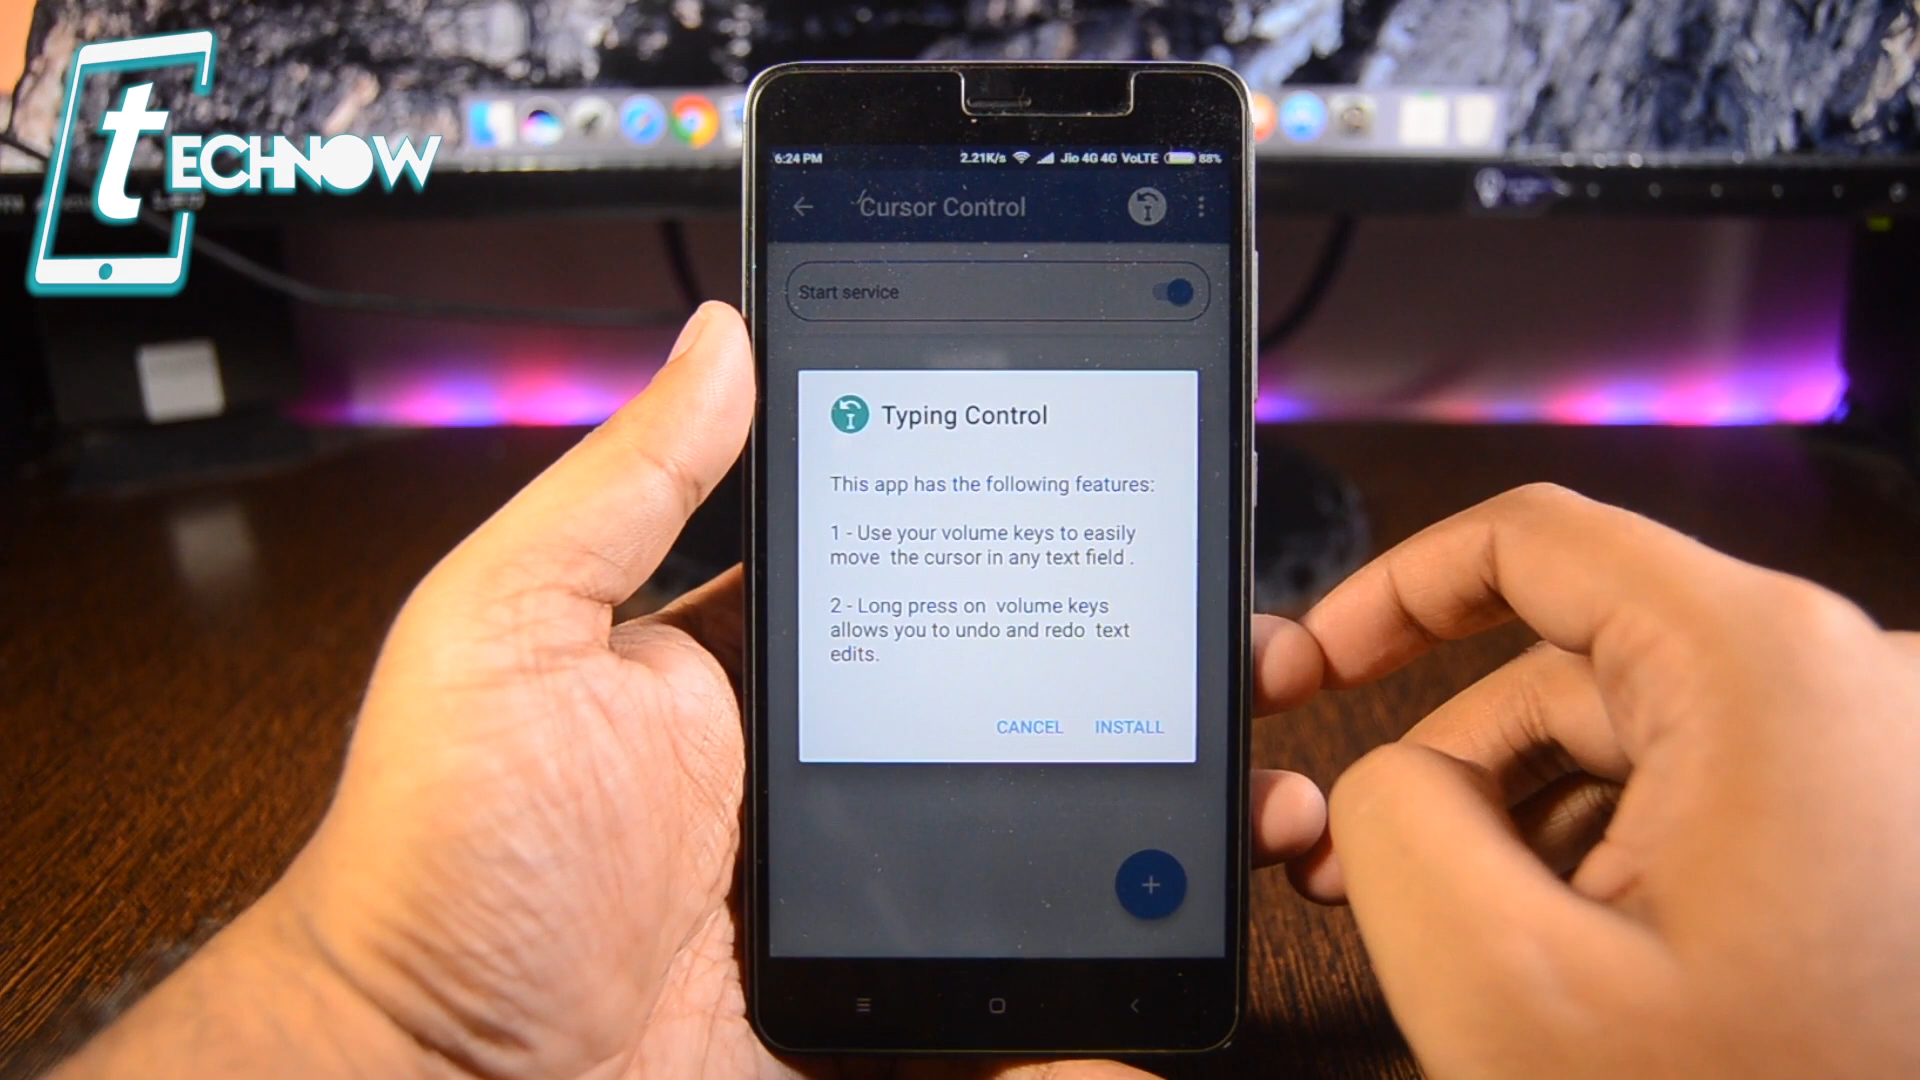 tECHNOW
6:24 PM 2.21K/s Jio 4G 4G VoLTE 88%
Cursor Control
Start service
Typing Control
This app has the following features:
1 - Use your volume keys to easily
move the cursor in any text field .
2 - Long press on volume keys
allows you to undo and redo text
edits.
CANCEL INSTALL